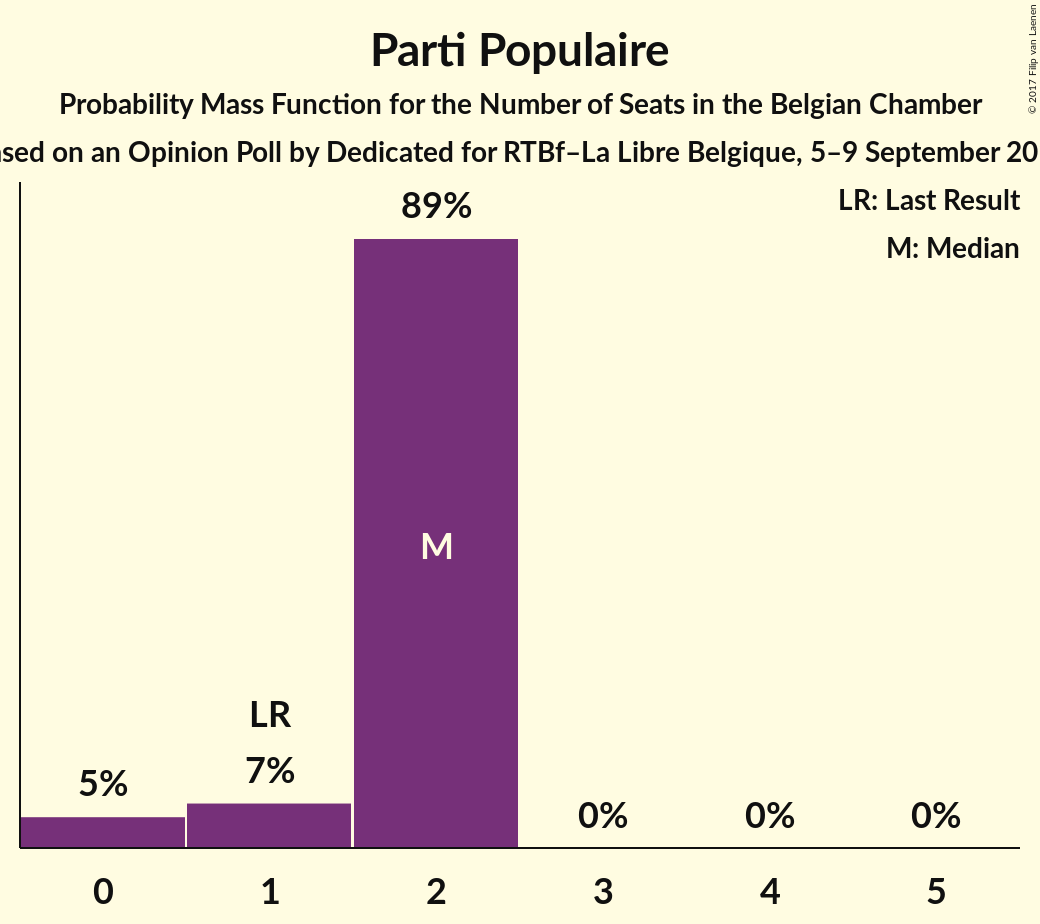 Parti Populaire
Probability Mass Function for the Number of Seats in the Belgian Chamber
on an Opinion Poll by Dedicated for RTBf–La Libre Belgique, 5–9 September
LR: Last Result
M: Median
89%
M
LR
7%
5%
0%
0%
0%
0
1
2
3
4
5
© 2017 Filip van Laenen